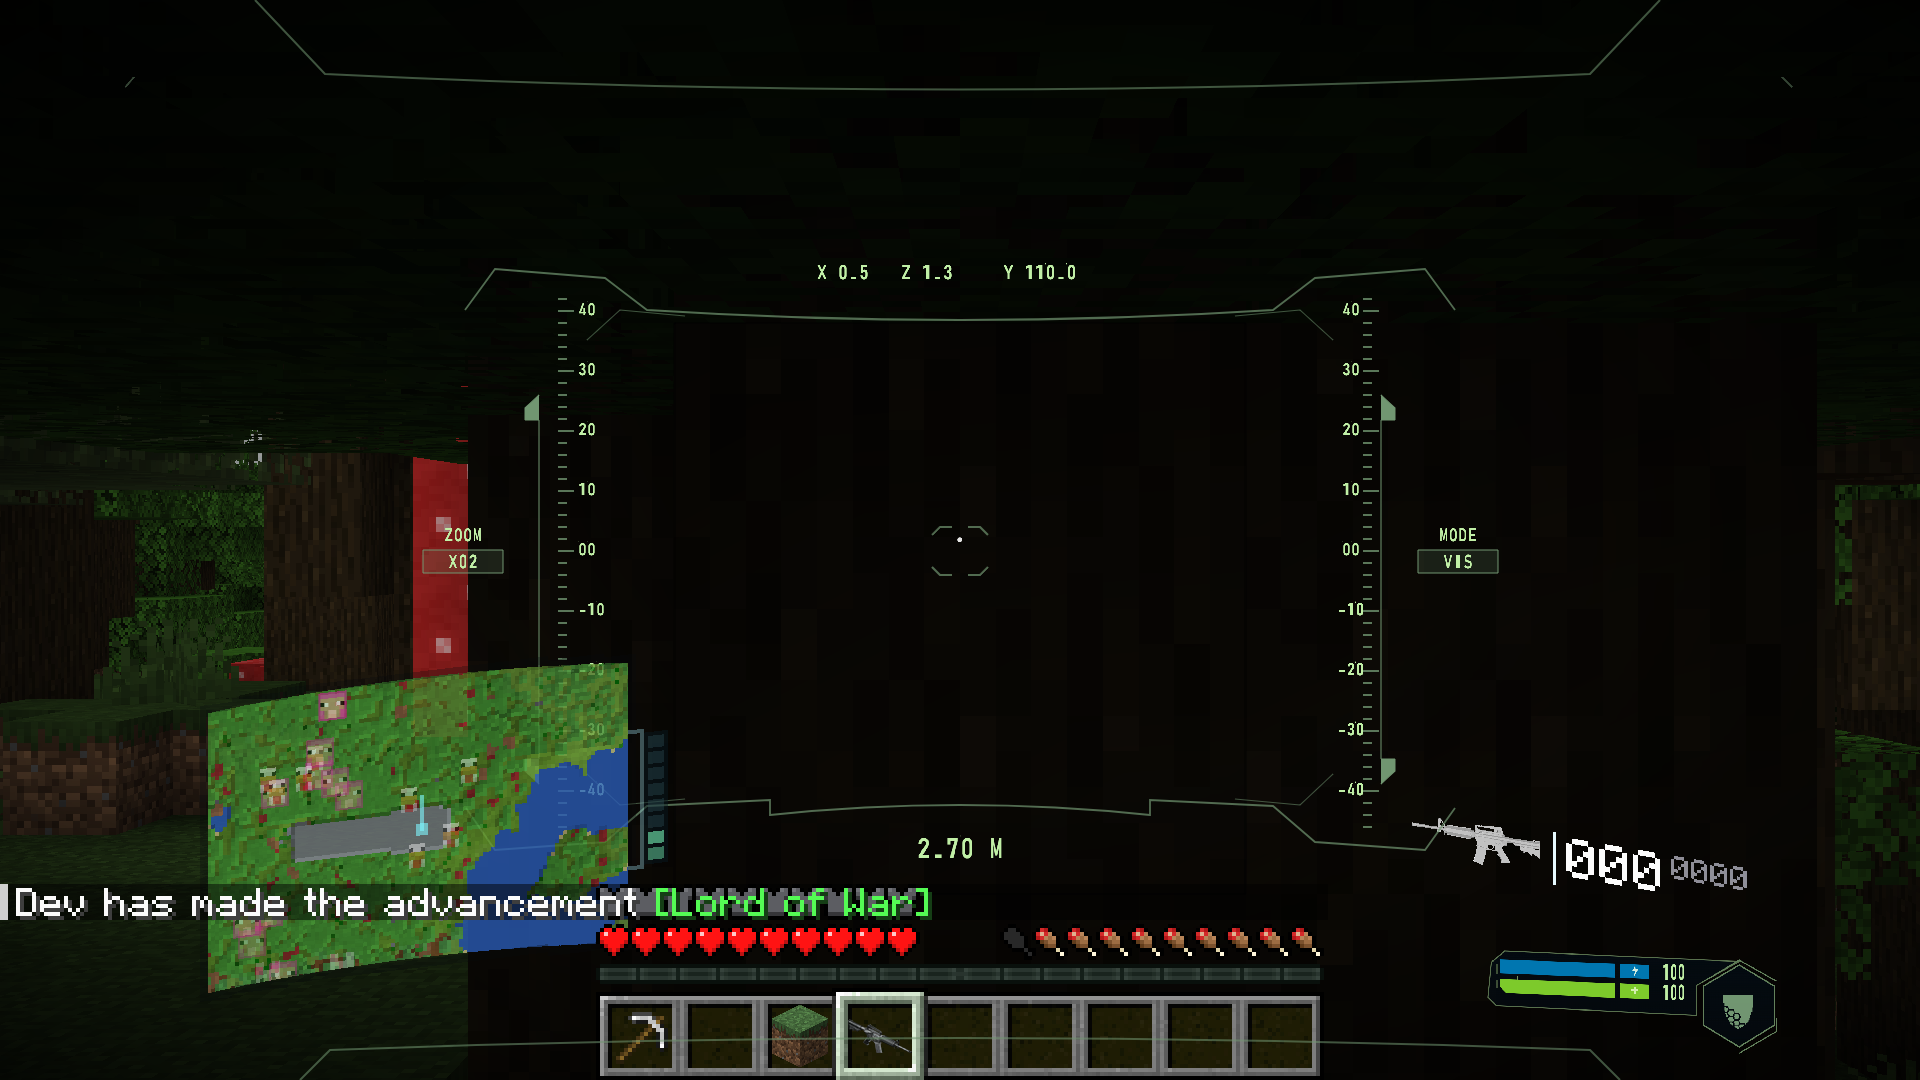 X 0.5 Z 1.3 Y 110.0
40 40
30 30
20 20
10 10
ZOOM MODE
00 00
X02 VIS
-10 -10
-20 -20
-30 -30
-40 -40
2.70 M
000 0000
Dev has made the advancement [Lord of War]
100
100